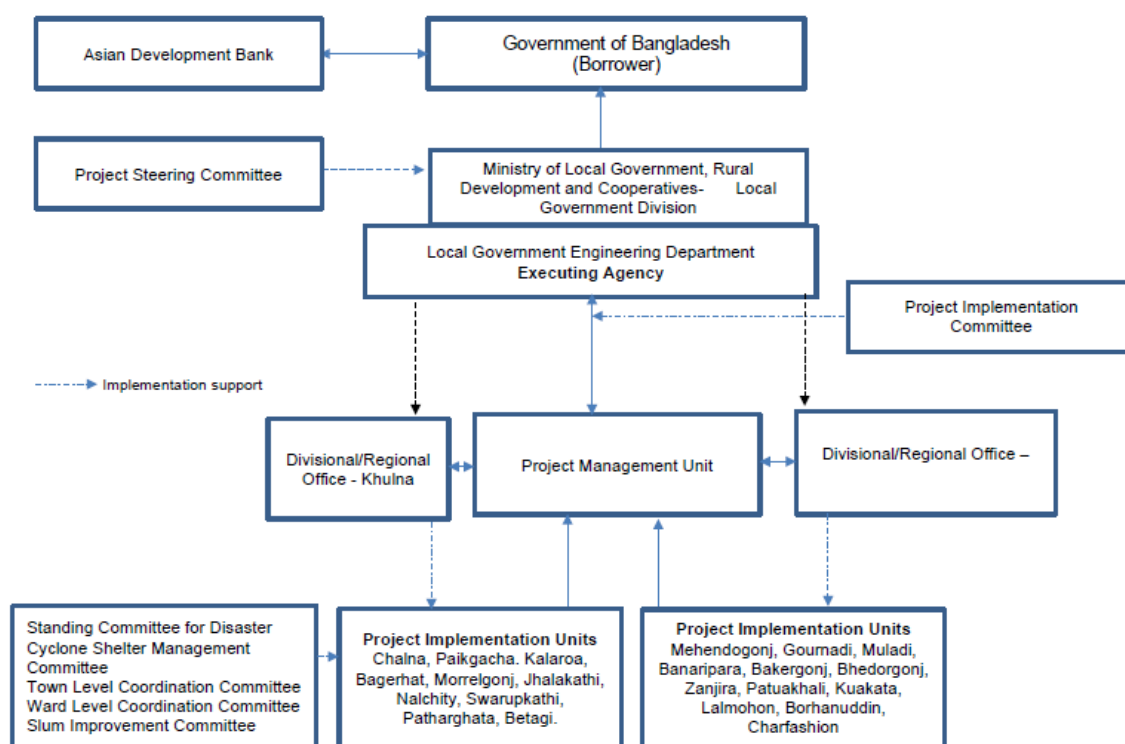 Asian Development Bank
Government of Bangladesh
(Borrower)
Project Steering Committee
Ministry of Local Government, Rural
Development and Cooperatives- Local
Government Division
Local Government Engineering Department
Executing Agency
Project Implementation
Committee
Implementation support
Divisional/Regional
Office - Khulna
Project Management Unit
Divisional/Regional Office –
Standing Committee for Disaster
Cyclone Shelter Management
Committee
Town Level Coordination Committee
Ward Level Coordination Committee
Slum Improvement Committee
Project Implementation Units
Chalna, Paikgacha. Kalaroa,
Bagerhat, Morrelgonj, Jhalakathi,
Nalchity, Swarupkathi,
Patharghata, Betagi.
Project Implementation Units
Mehendogonj, Gournadi, Muladi,
Banaripara, Bakergonj, Bhedorgonj,
Zanjira, Patuakhali, Kuakata,
Lalmohon, Borhanuddin,
Charfashion